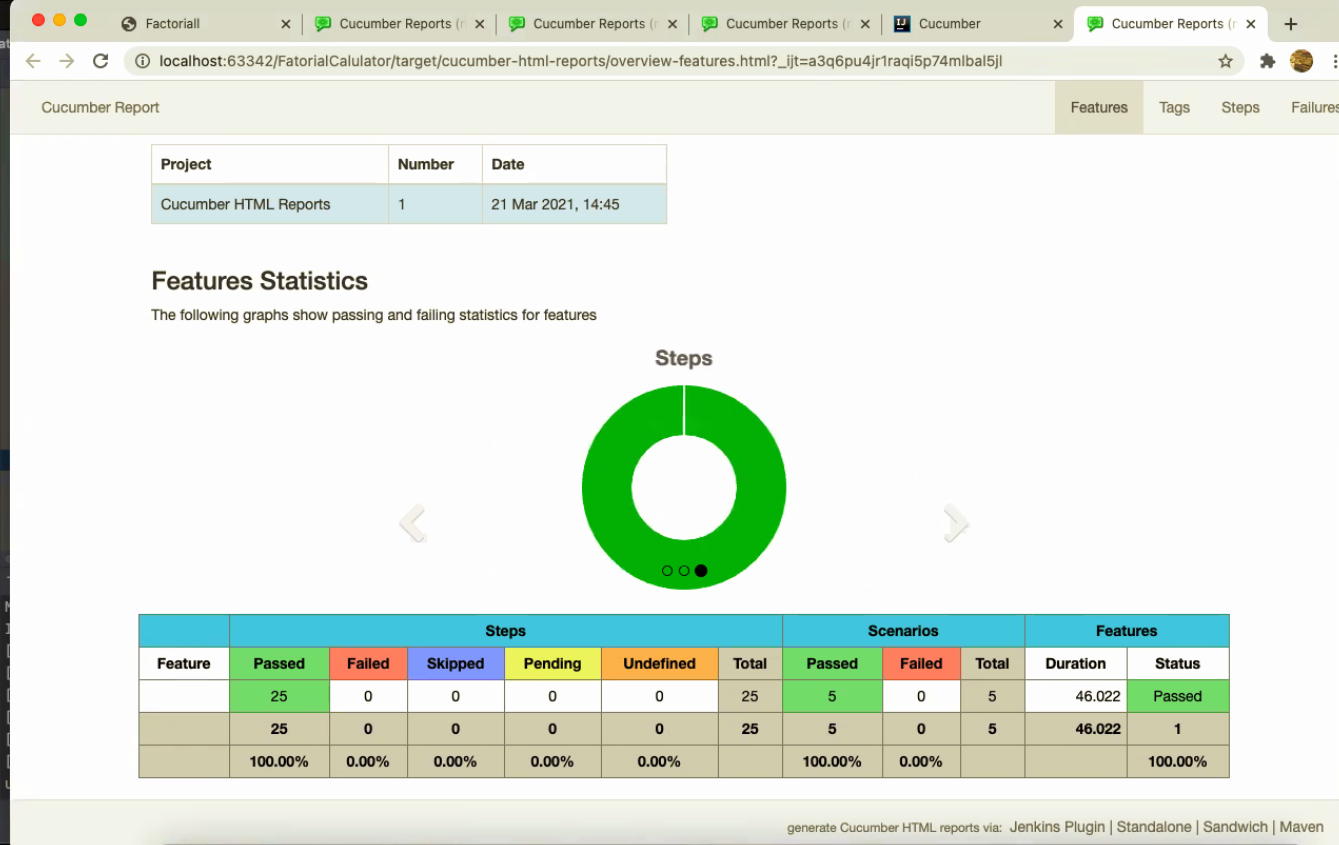 Factoriall
Cucumber Reports (
Cucumber Reports (
Cucumber Reports (
Cucumber
Cucumber Reports (
localhost:63342/FatorialCalulator/target/cucumber-html-reports/overview-features.html?_ijt=a3q6pu4jr1raqi5p74mlbal5jl
Cucumber Report Features Tags Steps Failures
Project Number Date
Cucumber HTML Reports 1 21 Mar 2021, 14:45
Features Statistics
The following graphs show passing and failing statistics for features
Steps
Steps Scenarios Features
Feature Passed Failed Skipped Pending Undefined Total Passed Failed Total Duration Status
25 0 0 0 0 25 5 0 5 46.022 Passed
25 0 0 0 0 25 5 0 5 46.022 1
100.00% 0.00% 0.00% 0.00% 0.00% 100.00% 0.00% 100.00%
generate Cucumber HTML reports via: Jenkins Plugin | Standalone | Sandwich | Maven